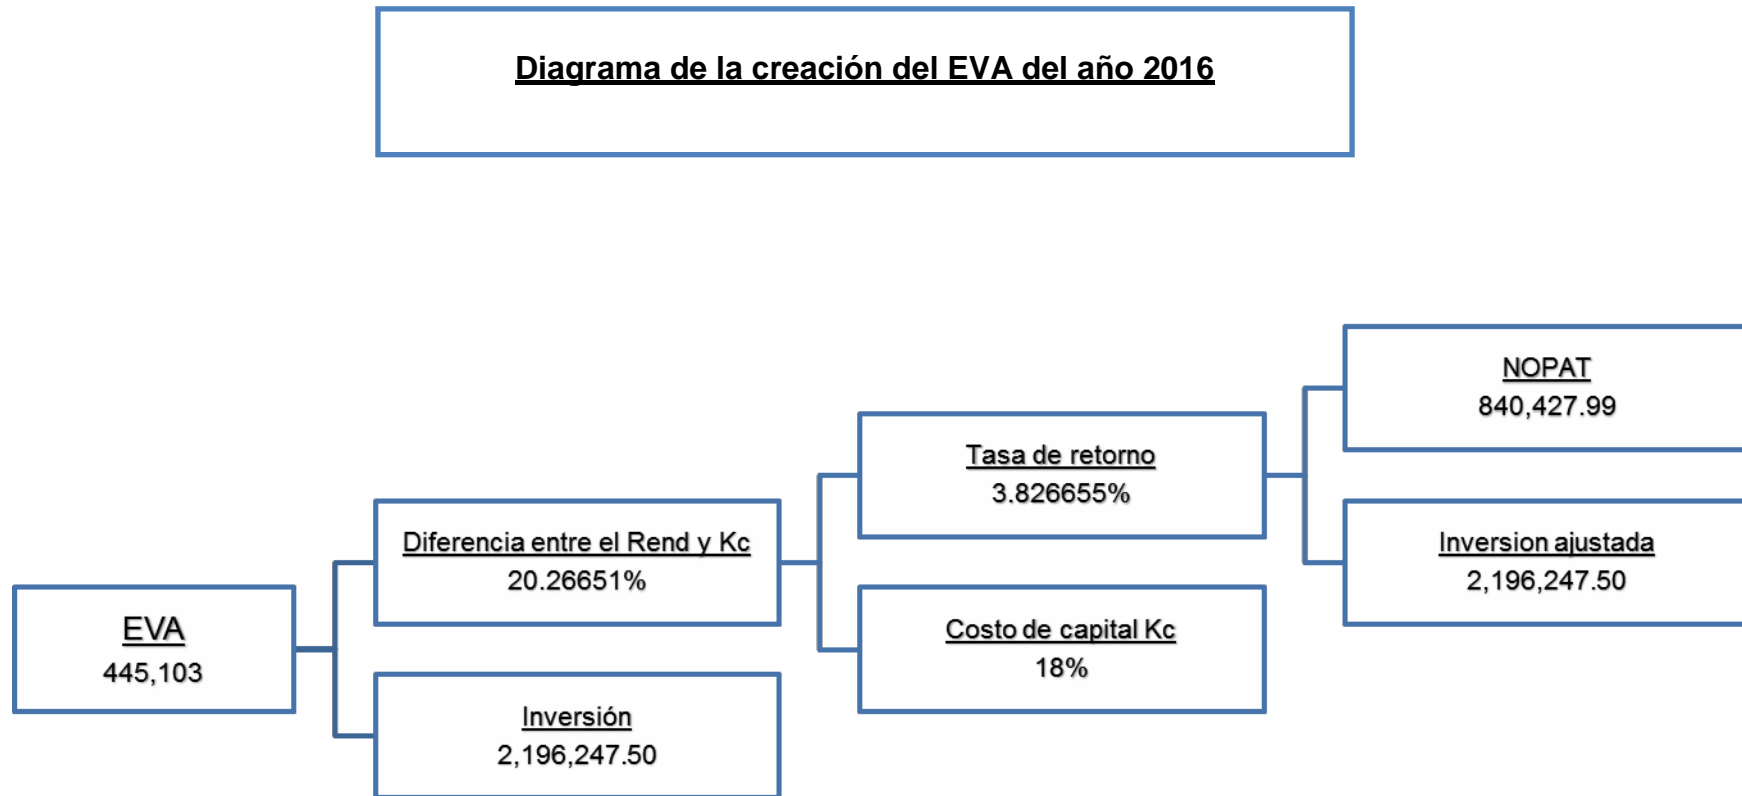 Diagrama de la creación del EVA del año 2016
EVA
445,103
Diferencia entre el Rend y Kc
20.26651%
Inversión
2,196,247.50
Tasa de retorno
3.826655%
Costo de capital Kc
18%
NOPAT
840,427.99
Inversion ajustada
2,196,247.50